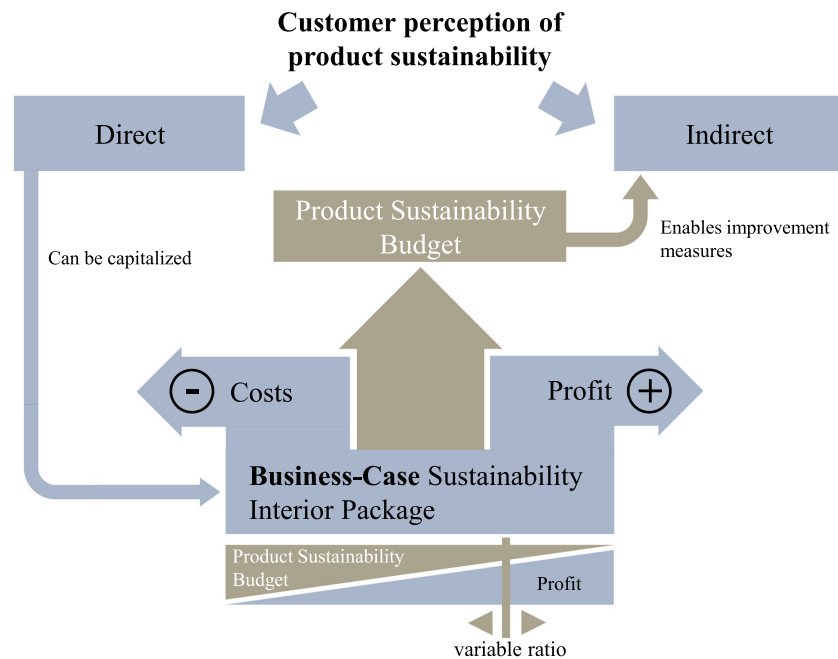 Customer perception of
product sustainability
Direct
Indirect
Product Sustainability
Budget
Enables improvement
measures
Can be capitalized
- Costs
Profit +
Business-Case Sustainability
Interior Package
Product Sustainability
Budget
Profit
variable ratio